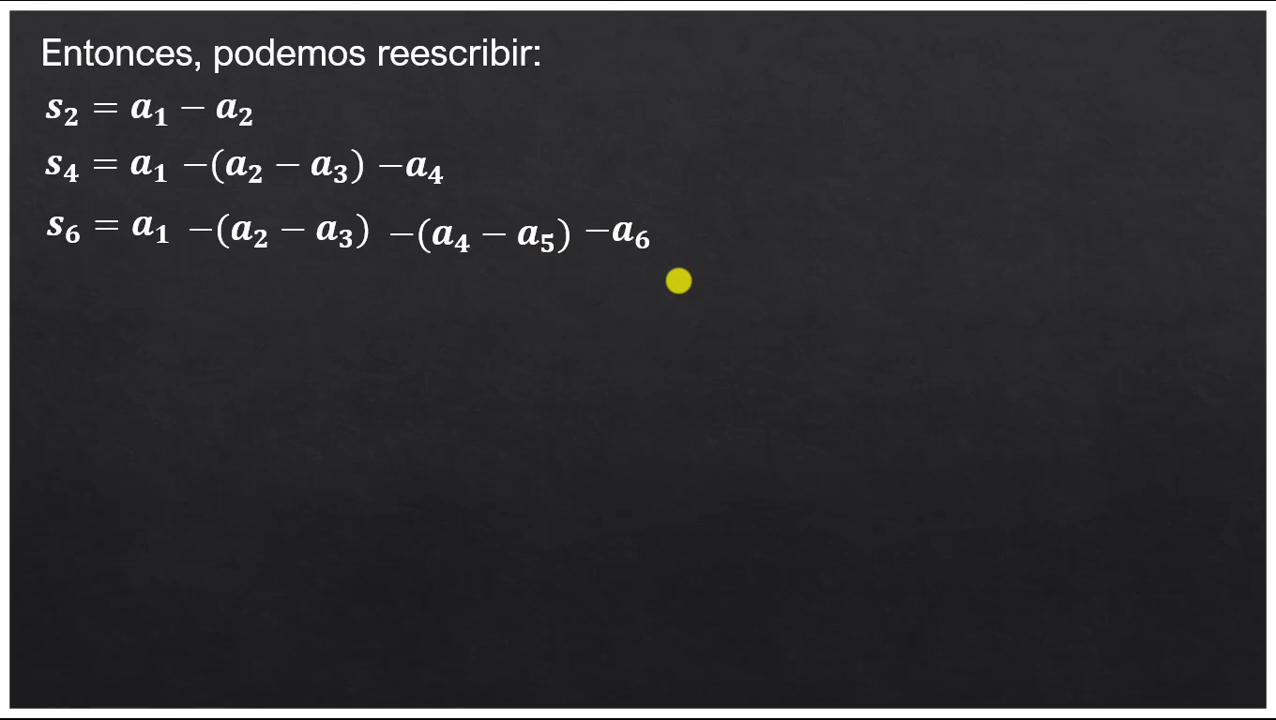 Entonces, podemos reescribir:
s₂ = a₁ − a₂
s₄ = a₁ −(a₂ − a₃) −a₄
s₆ = a₁ −(a₂ − a₃) −(a₄ − a₅) −a₆